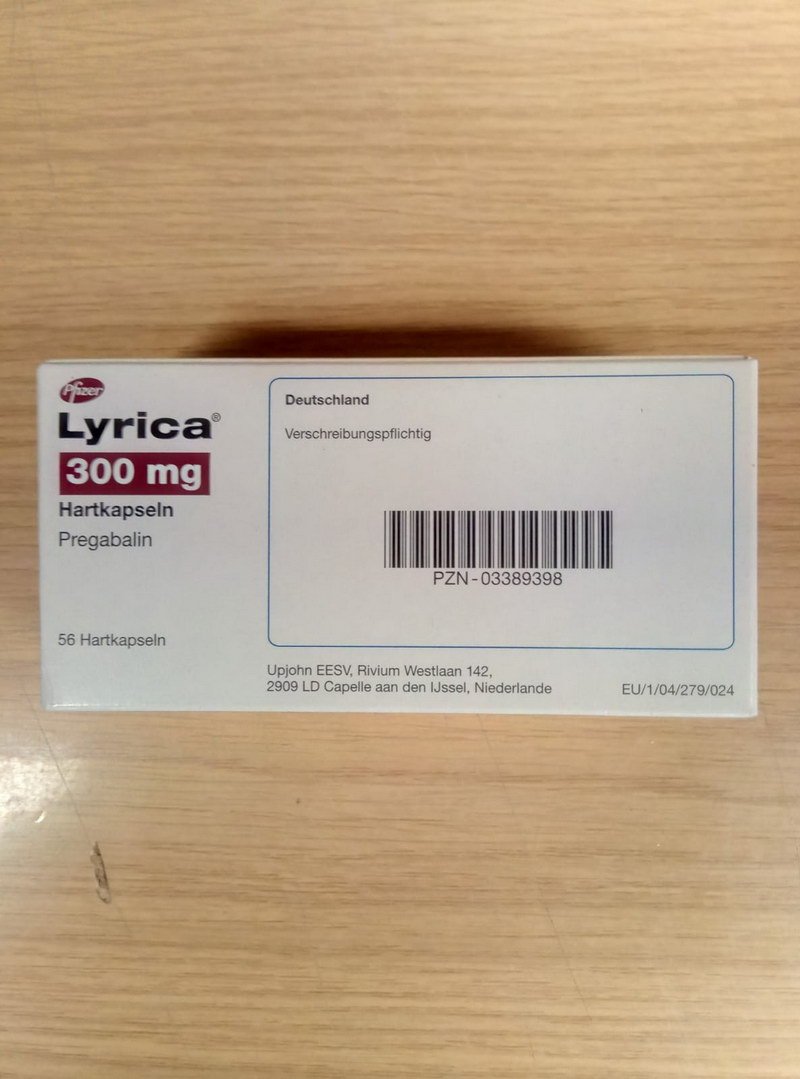 Pfizer
Lyrica®
300 mg
Hartkapseln
Pregabalin
56 Hartkapseln
Deutschland
Verschreibungspflichtig
PZN-03389398
Upjohn EESV, Rivium Westlaan 142,
2909 LD Capelle aan den IJssel, Niederlande
EU/1/04/279/024